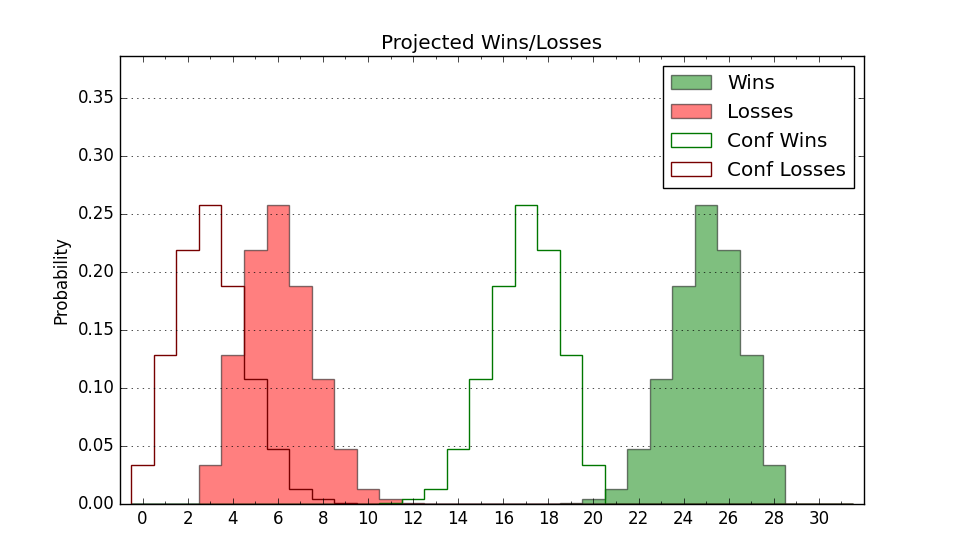 Projected Wins/Losses
Wins
Losses
Conf Wins
Conf Losses
Probability
0.35
0.30
0.25
0.20
0.15
0.10
0.05
0.00
0 2 4 6 8 10 12 14 16 18 20 22 24 26 28 30